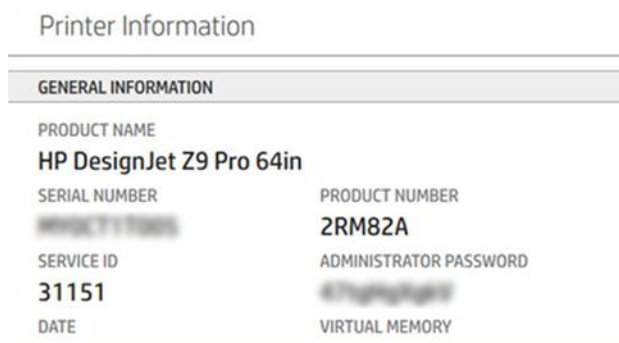 Printer Information
GENERAL INFORMATION
PRODUCT NAME
HP DesignJet Z9 Pro 64in
SERIAL NUMBER PRODUCT NUMBER
2RM82A
SERVICE ID ADMINISTRATOR PASSWORD
31151
DATE VIRTUAL MEMORY